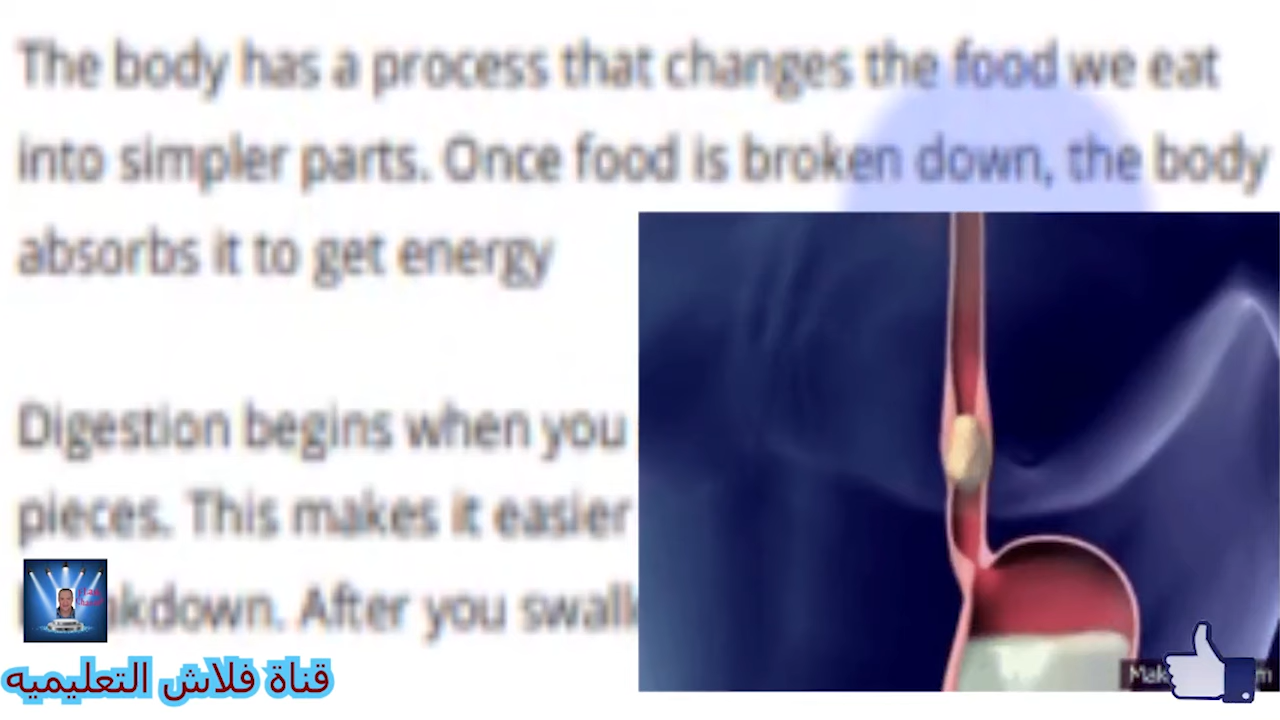 The body has a process that changes the food we eat
into simpler parts. Once food is broken down, the body
absorbs it to get energy
Digestion begins when you
pieces. This makes it easier
After you
قناة فلاش التعليميه